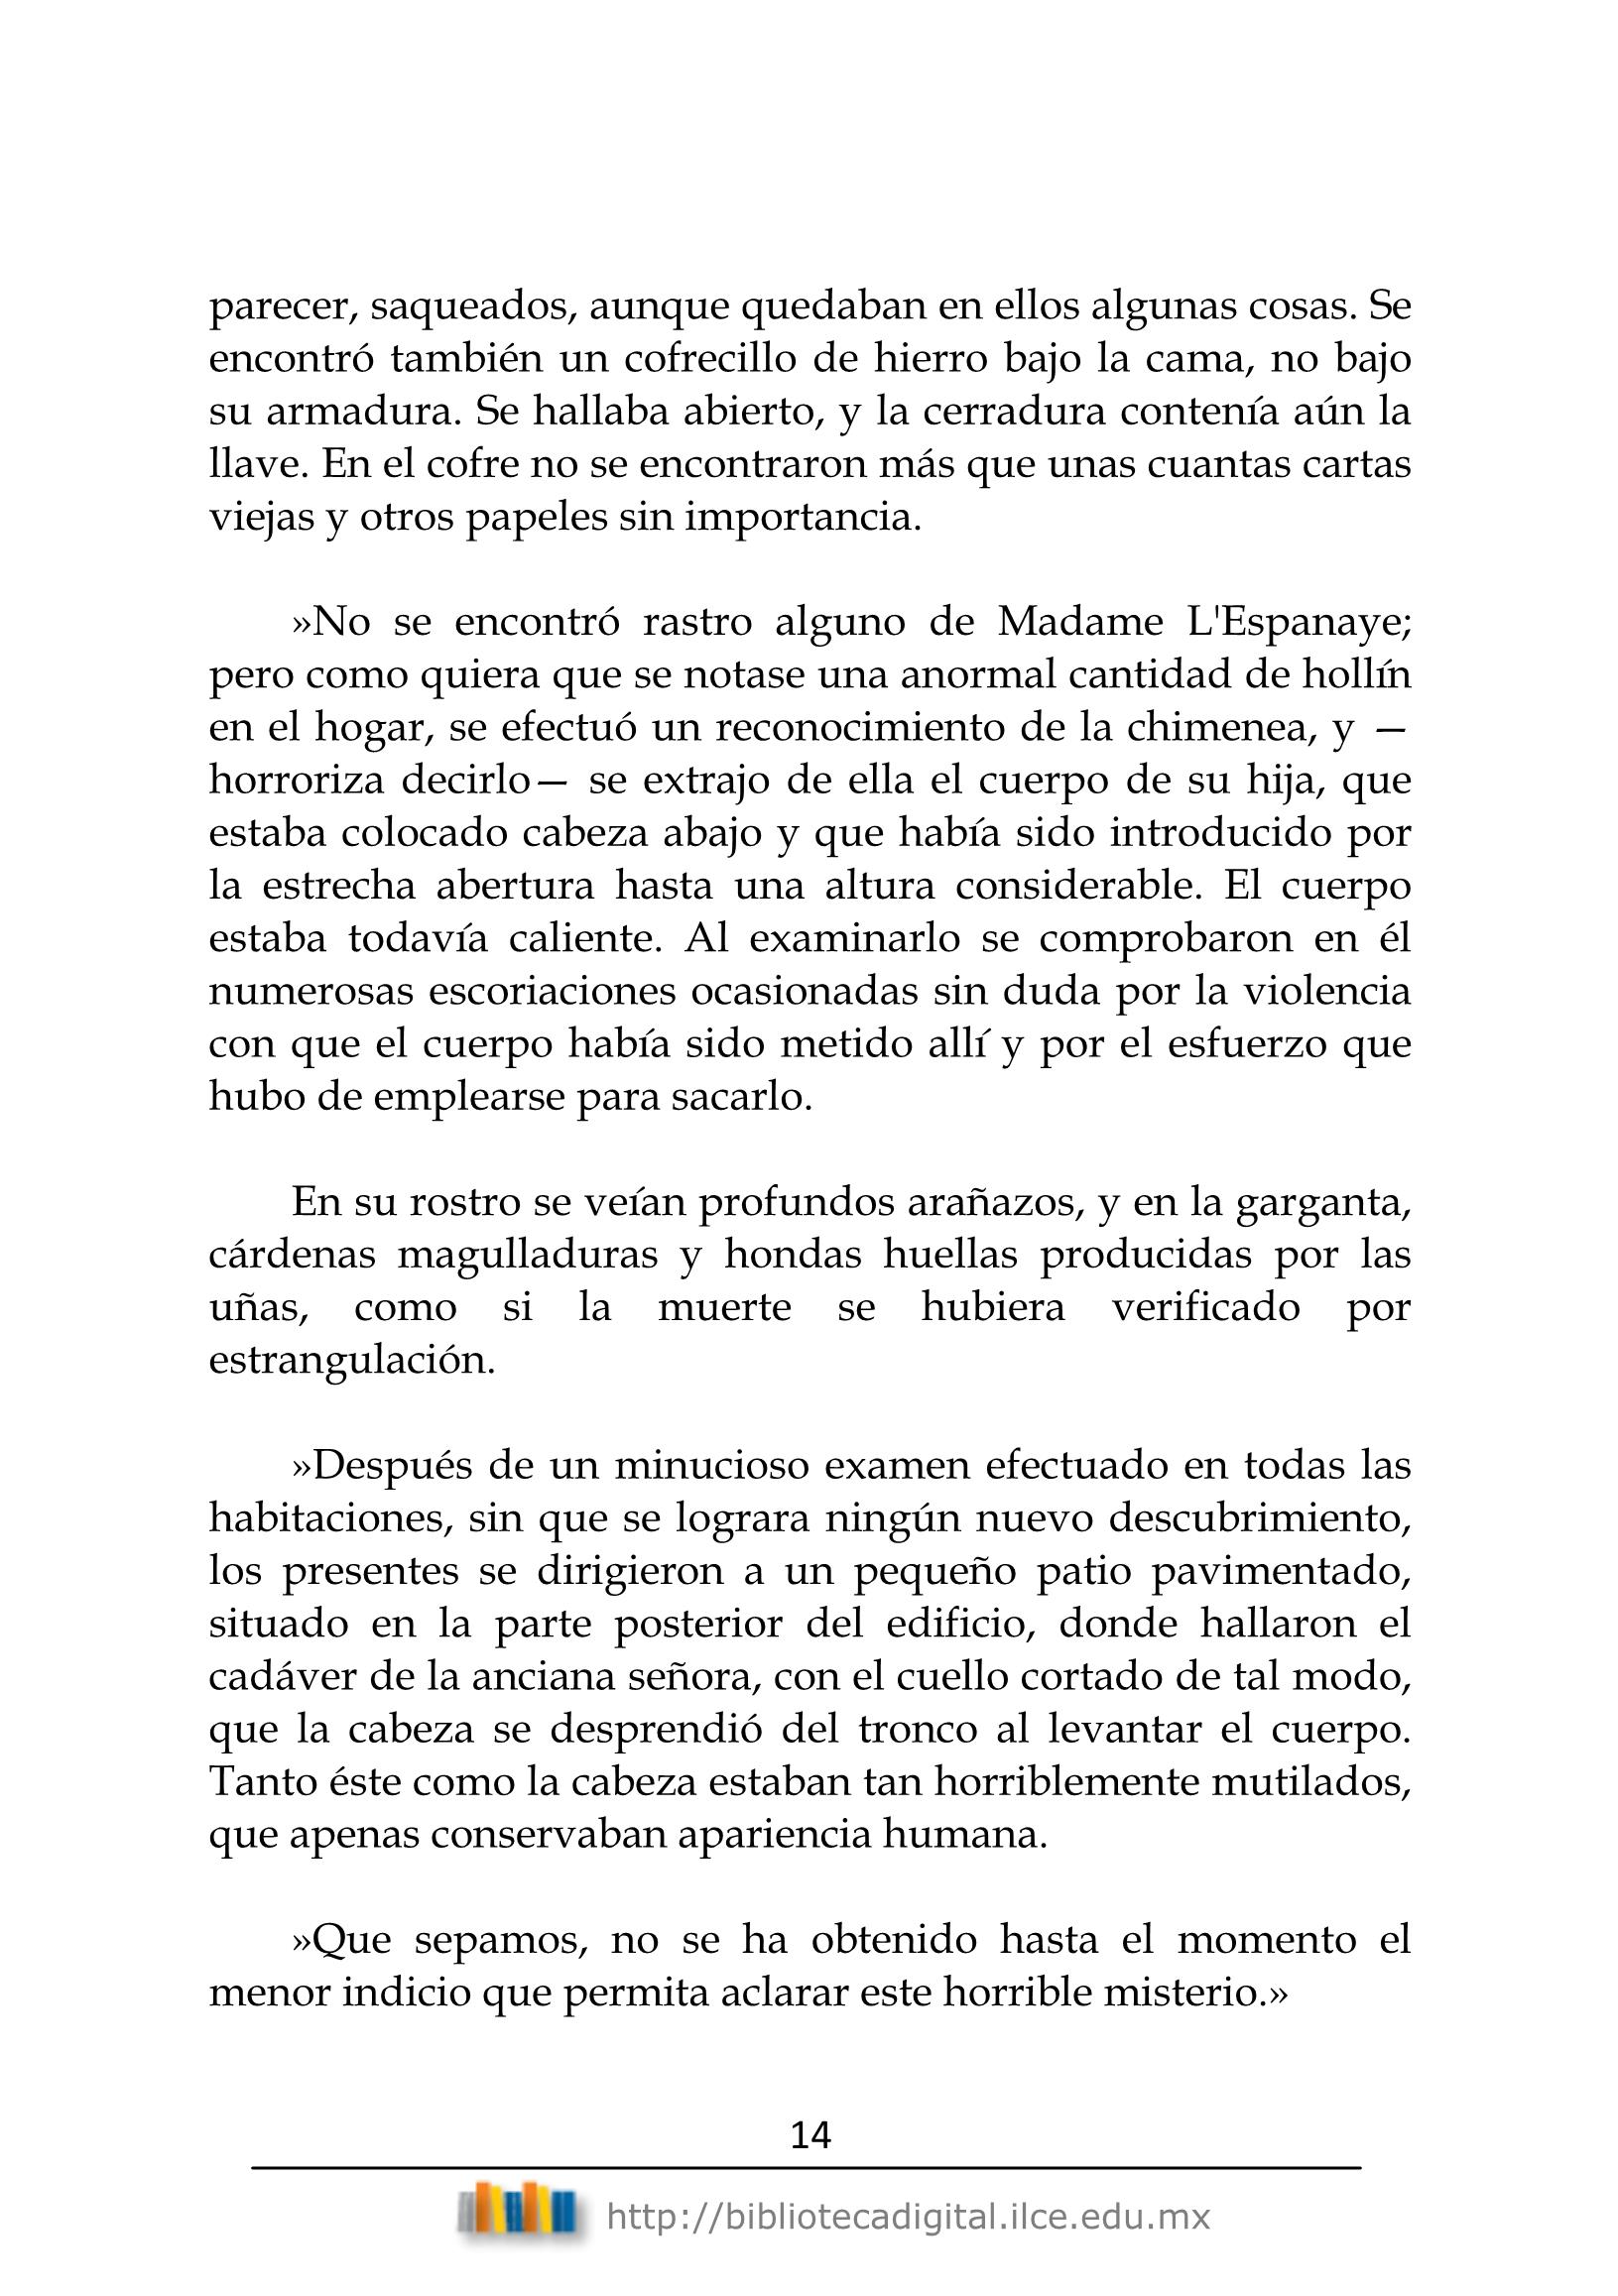 parecer, saqueados, aunque quedaban en ellos algunas cosas. Se
encontró también un cofrecillo de hierro bajo la cama, no bajo
su armadura. Se hallaba abierto, y la cerradura contenía aún la
llave. En el cofre no se encontraron más que unas cuantas cartas
viejas y otros papeles sin importancia.
»No se encontró rastro alguno de Madame L'Espanaye;
pero como quiera que se notase una anormal cantidad de hollín
en el hogar, se efectuó un reconocimiento de la chimenea, y —
horroriza decirlo— se extrajo de ella el cuerpo de su hija, que
estaba colocado cabeza abajo y que había sido introducido por
la estrecha abertura hasta una altura considerable. El cuerpo
estaba todavía caliente. Al examinarlo se comprobaron en él
numerosas escoriaciones ocasionadas sin duda por la violencia
con que el cuerpo había sido metido allí y por el esfuerzo que
hubo de emplearse para sacarlo.
En su rostro se veían profundos arañazos, y en la garganta,
cárdenas magulladuras y hondas huellas producidas por las
uñas, como si la muerte se hubiera verificado por
estrangulación.
»Después de un minucioso examen efectuado en todas las
habitaciones, sin que se lograra ningún nuevo descubrimiento,
los presentes se dirigieron a un pequeño patio pavimentado,
situado en la parte posterior del edificio, donde hallaron el
cadáver de la anciana señora, con el cuello cortado de tal modo,
que la cabeza se desprendió del tronco al levantar el cuerpo.
Tanto éste como la cabeza estaban tan horriblemente mutilados,
que apenas conservaban apariencia humana.
»Que sepamos, no se ha obtenido hasta el momento el
menor indicio que permita aclarar este horrible misterio.»
14
http://bibliotecadigital.ilce.edu.mx